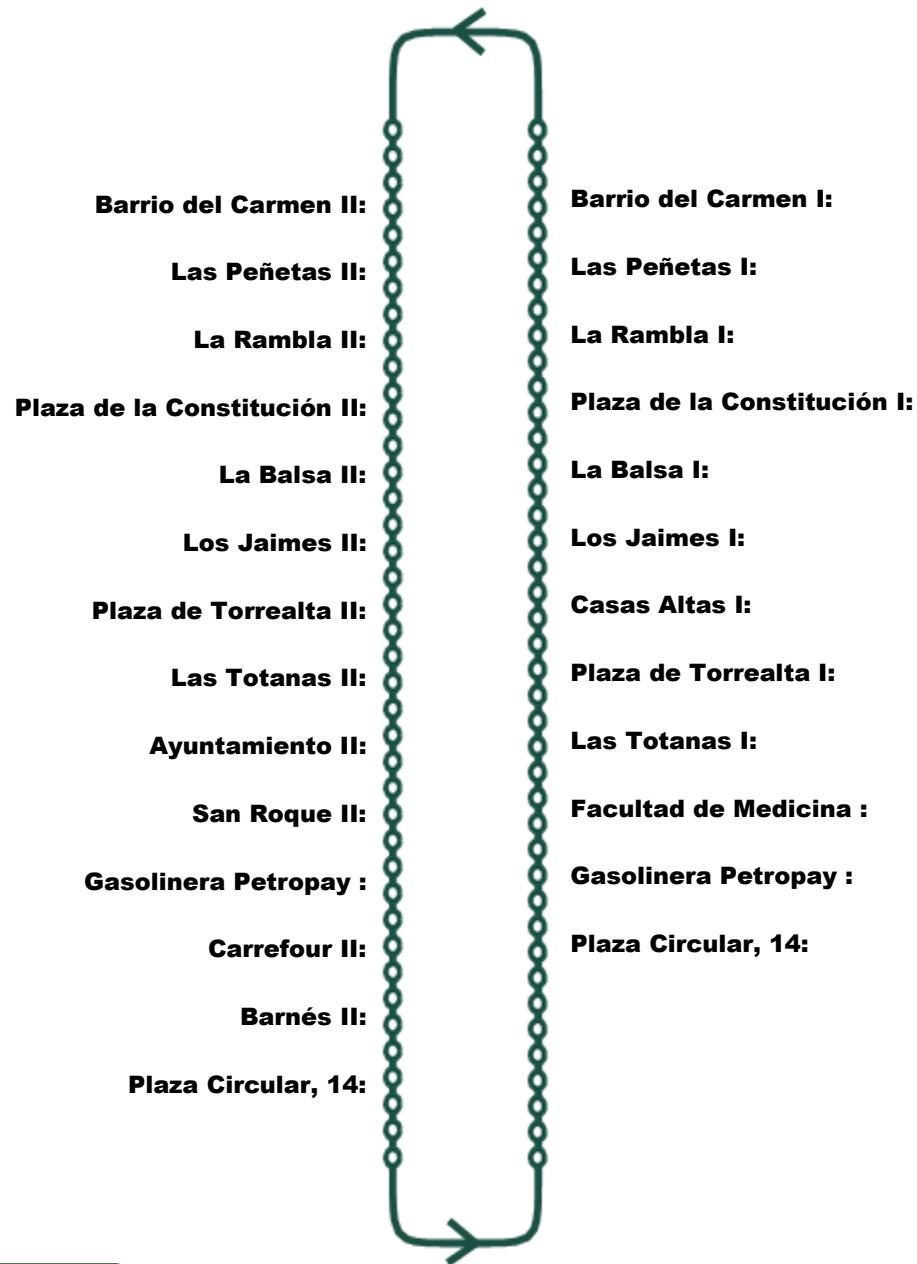 Barrio del Carmen II:
Las Peñetas II:
La Rambla II:
Plaza de la Constitución II:
La Balsa II:
Los Jaimes II:
Plaza de Torrealta II:
Las Totanas II:
Ayuntamiento II:
San Roque II:
Gasolinera Petropay :
Carrefour II:
Barnés II:
Plaza Circular, 14:
Barrio del Carmen I:
Las Peñetas I:
La Rambla I:
Plaza de la Constitución I:
La Balsa I:
Los Jaimes I:
Casas Altas I:
Plaza de Torrealta I:
Las Totanas I:
Facultad de Medicina :
Gasolinera Petropay :
Plaza Circular, 14: